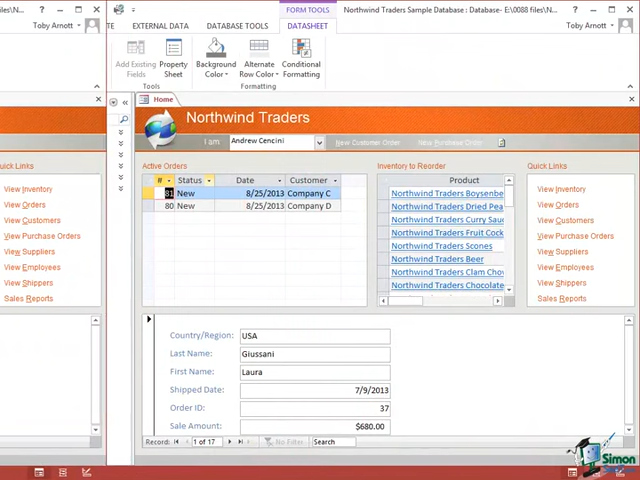 s\N...
?
FORM TOOLS
Northwind Traders Sample Database : Database- E:\0088 files\N...
?
EXTERNAL DATA
DATABASE TOOLS
DATASHEET
Toby Arnott
Toby Arnott
Add Existing Fields
Property Sheet
Background Color
Alternate Row Color
Conditional Formatting
Tools
Formatting
Home
Northwind Traders
I am:
Andrew Cencini
New Customer Order
New Purchase Order
uick Links
View Inventory
View Orders
View Customers
View Purchase Orders
View Suppliers
View Employees
View Shippers
Sales Reports
Active Orders
# Status Date Customer
81 New 8/25/2013 Company C
80 New 8/25/2013 Company D
Inventory to Reorder
Product
Northwind Traders Boysenbe
Northwind Traders Dried Pea
Northwind Traders Curry Sau
Northwind Traders Fruit Cock
Northwind Traders Scones
Northwind Traders Beer
Northwind Traders Clam Chov
Northwind Traders Chocolate
Quick Links
View Inventory
View Orders
View Customers
View Purchase Orders
View Suppliers
View Employees
View Shippers
Sales Reports
Country/Region: USA
Last Name: Giussani
First Name: Laura
Shipped Date: 7/9/2013
Order ID: 37
Sale Amount: $680.00
Record: 1 of 17 No Filter Search
Simon